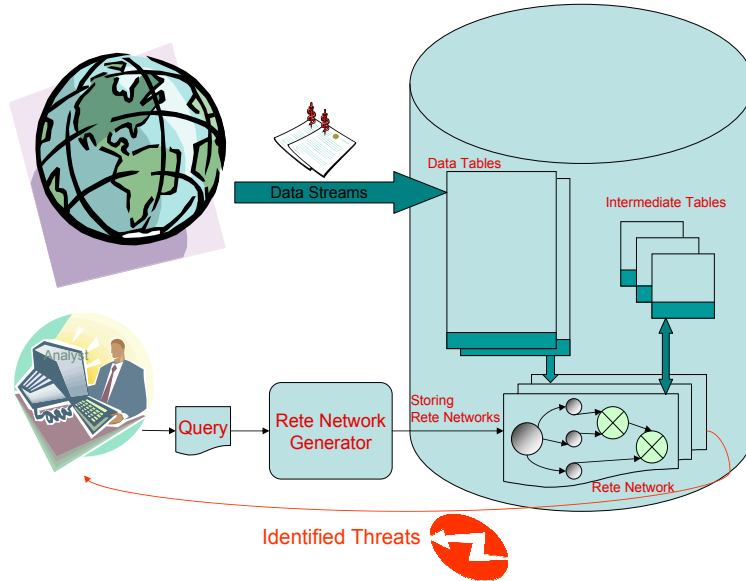 Data Streams
Data Tables
Intermediate Tables
Analyst
Query
Rete Network
Generator
Storing
Rete Networks
Rete Network
Identified Threats